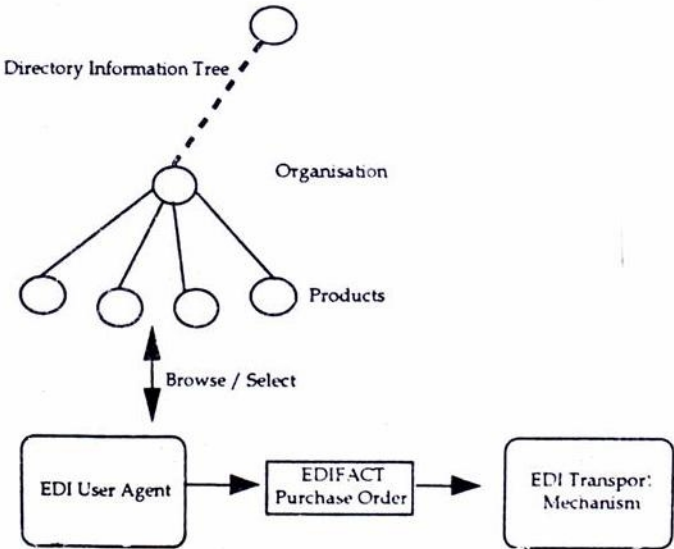 Directory Information Tree
Organisation
Products
Browse / Select
EDI User Agent
EDIFACT
Purchase Order
EDI Transport
Mechanism